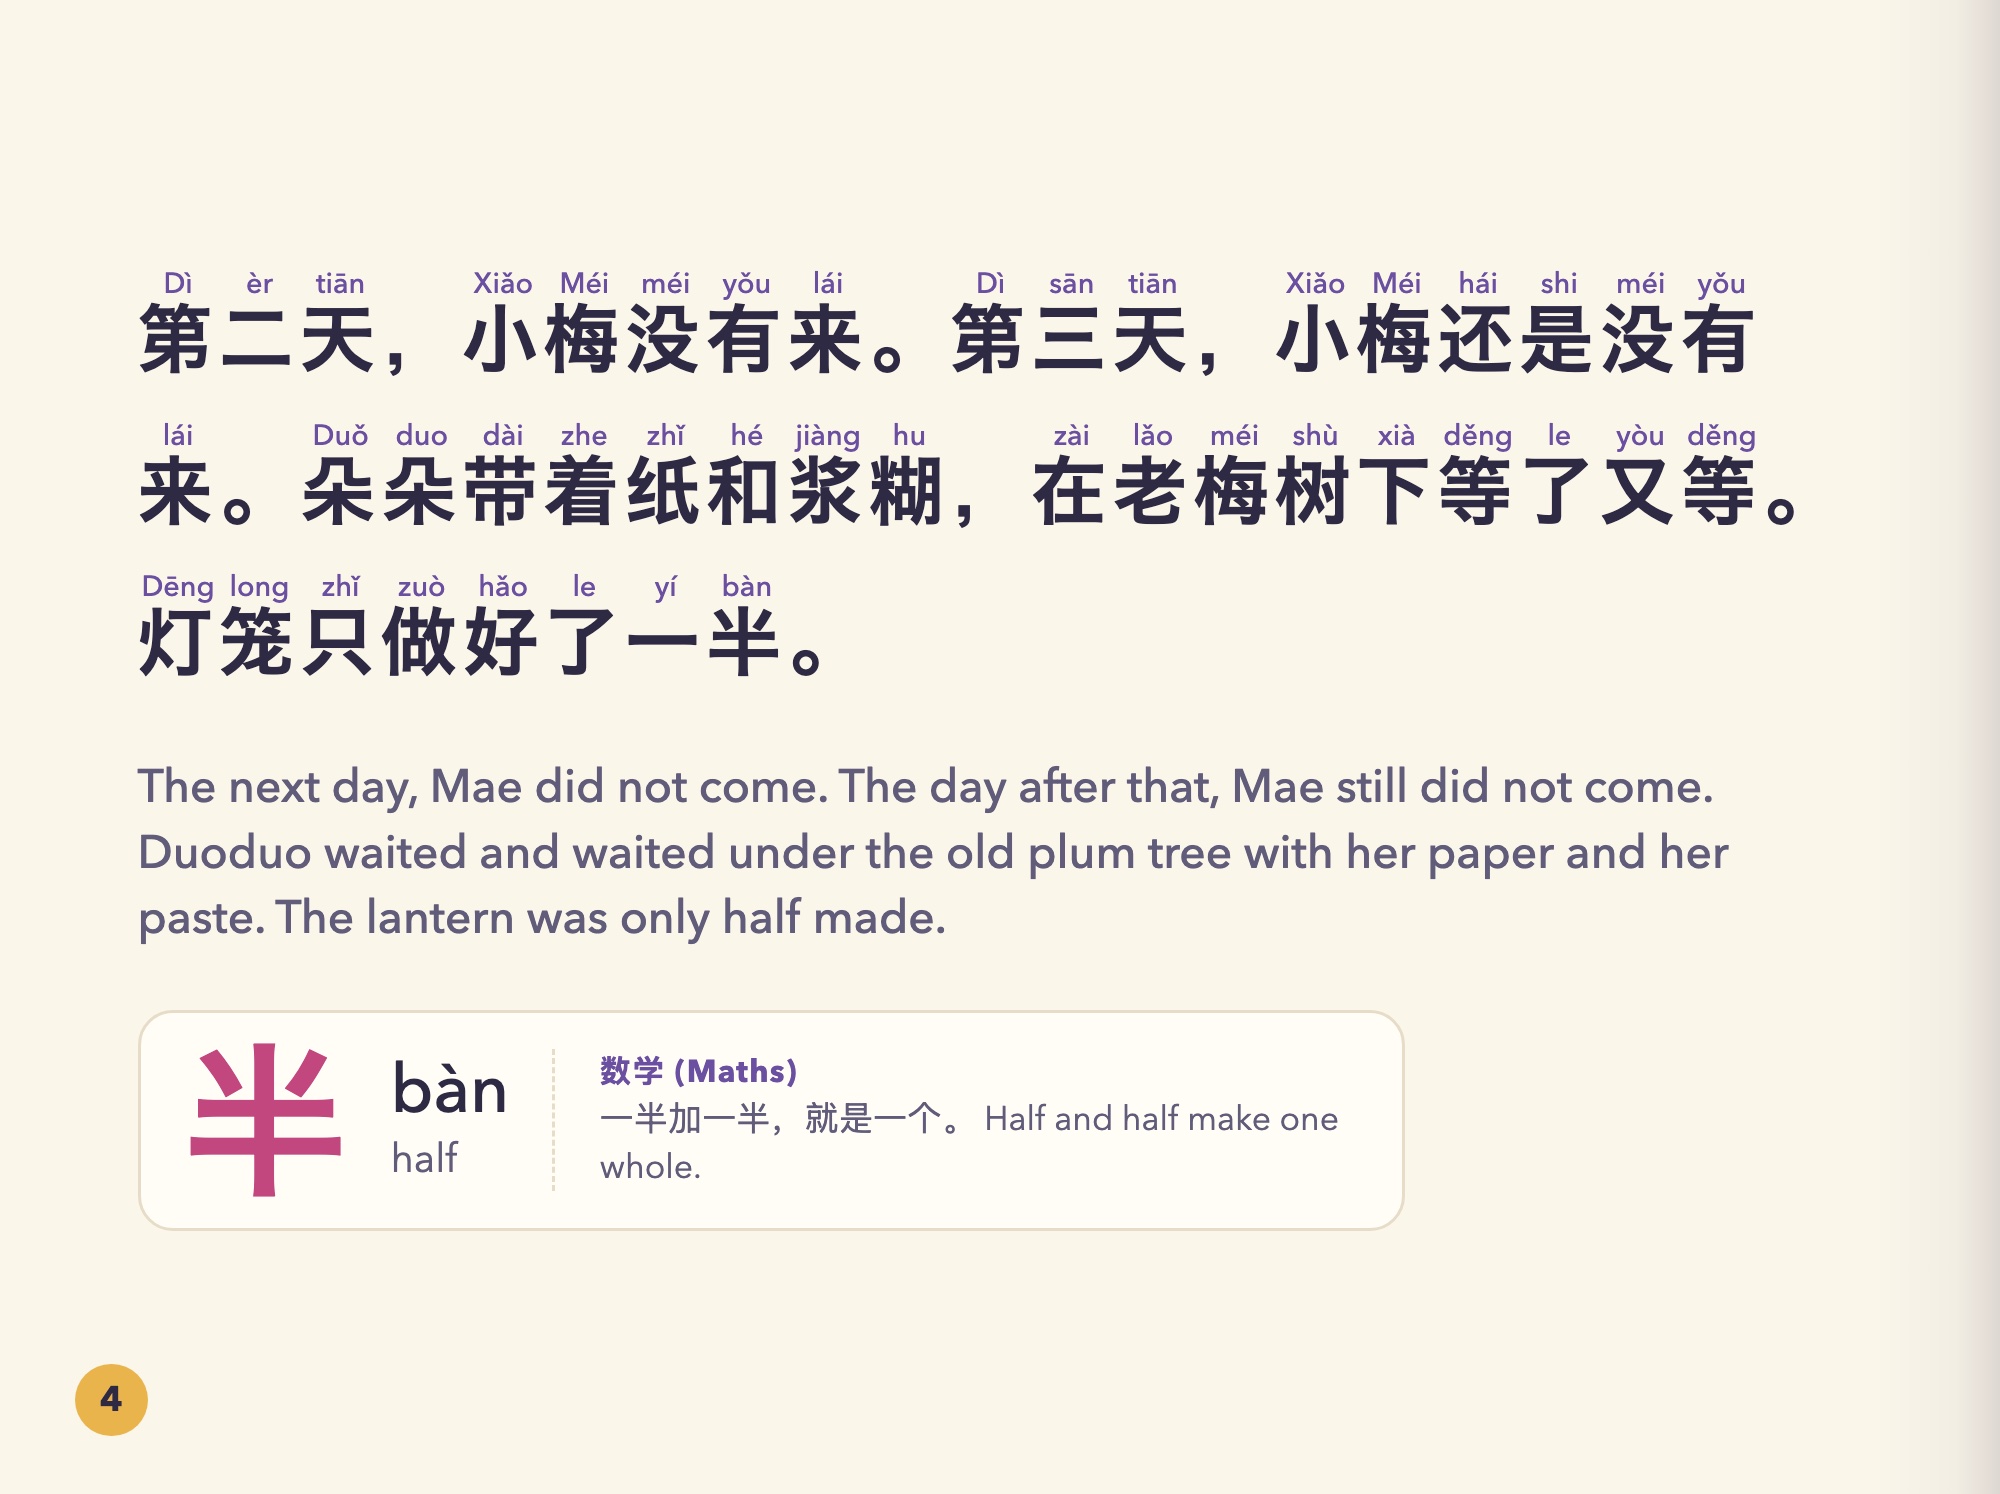 Dì èr tiān Xiǎo Méi méi yǒu lái Dì sān tiān Xiǎo Méi hái shi méi yǒu
第二天，小梅没有来。第三天，小梅还是没有
lái Duǒ duo dài zhe zhǐ hé jiàng hu zài lǎo méi shù xià děng le yòu děng
来。朵朵带着纸和浆糊，在老梅树下等了又等。
Dēng long zhǐ zuò hǎo le yí bàn
灯笼只做好了一半。
The next day, Mae did not come. The day after that, Mae still did not come.
Duoduo waited and waited under the old plum tree with her paper and her
paste. The lantern was only half made.
半
bàn
half
数学 (Maths)
一半加一半，就是一个。 Half and half make one
whole.
4